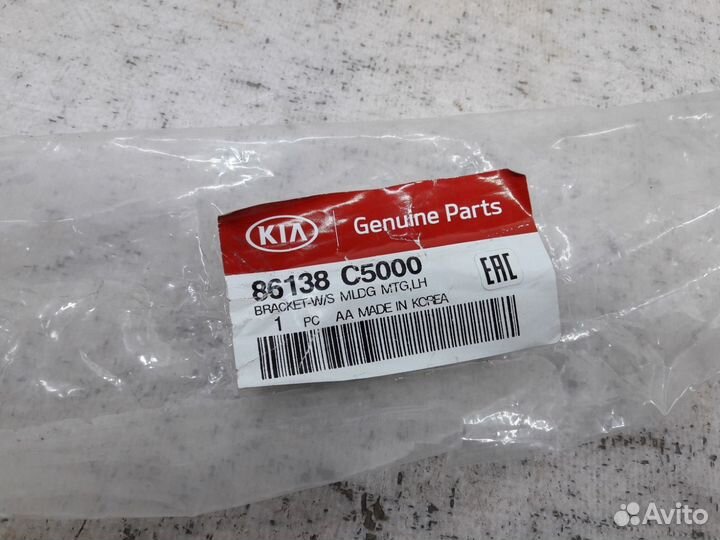 KIA Genuine Parts
86138 C5000
BRACKET-W/S MLDG MTG,LH
1 PC AA MADE IN KOREA
EAC
Avito